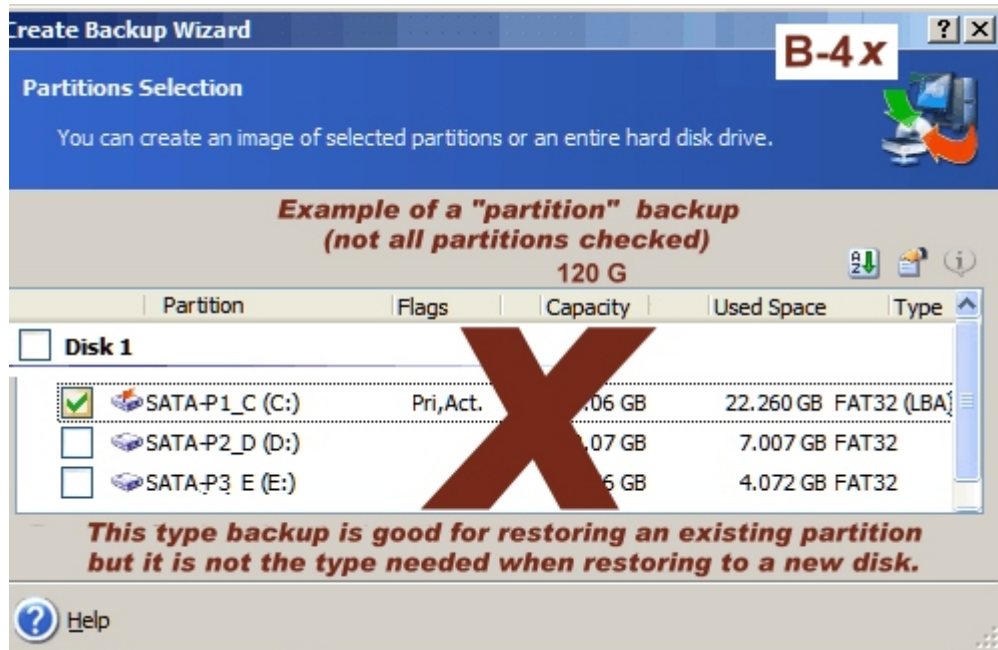 Create Backup Wizard
B-4x
Partitions Selection
You can create an image of selected partitions or an entire hard disk drive.
Example of a "partition" backup
(not all partitions checked)
120 G
Partition Flags Capacity Used Space Type
Disk 1
SATA-P1_C (C:) Pri,Act. .06 GB 22.260 GB FAT32 (LBA)
SATA-P2_D (D:) .07 GB 7.007 GB FAT32
SATA-P3_E (E:) 6 GB 4.072 GB FAT32
This type backup is good for restoring an existing partition
but it is not the type needed when restoring to a new disk.
Help